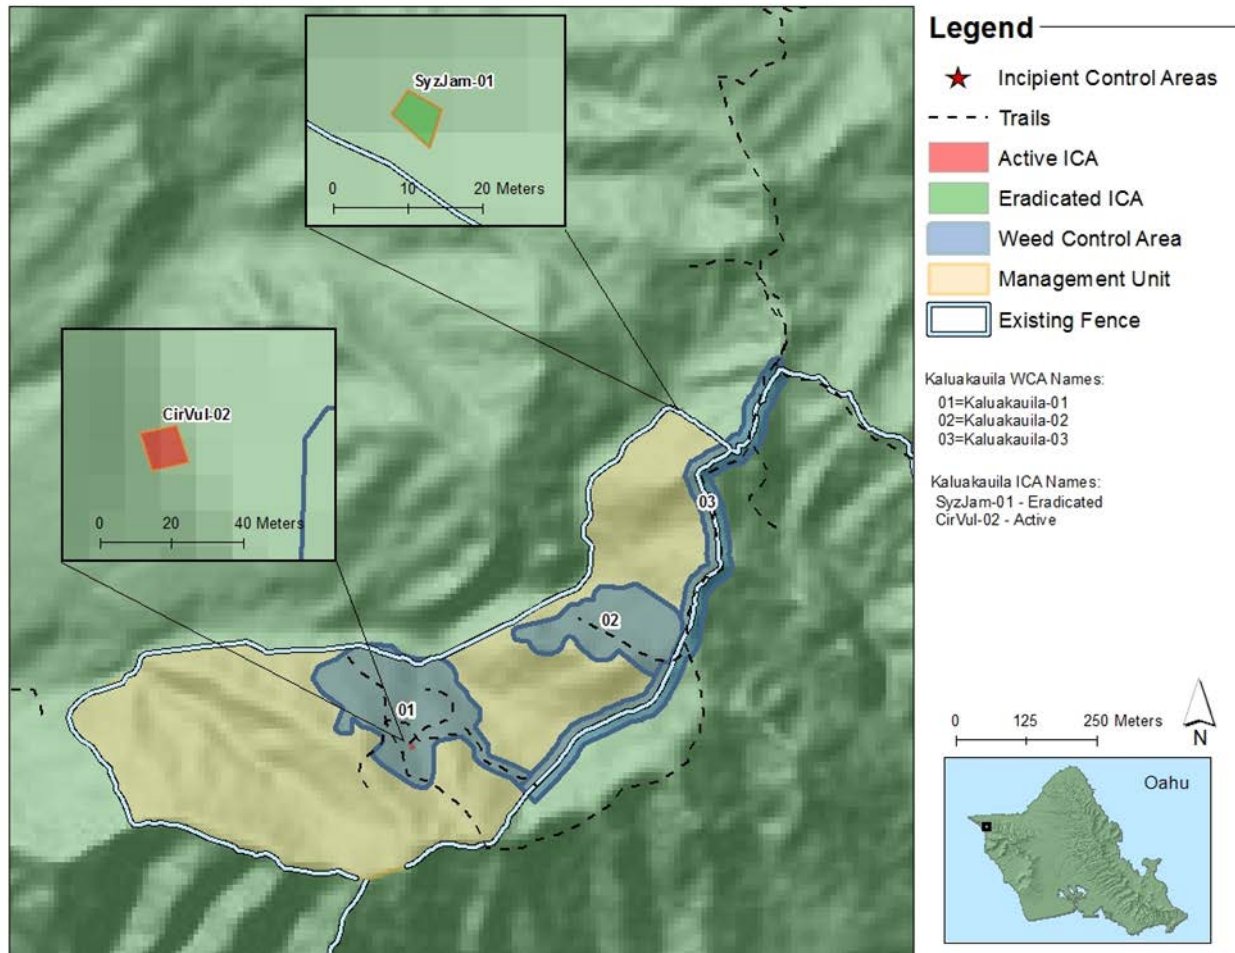 SyzJam-01
0 10 20 Meters
CirVul-02
0 20 40 Meters
03
02
01
Legend
Incipient Control Areas
Trails
Active ICA
Eradicated ICA
Weed Control Area
Management Unit
Existing Fence
Kaluakauila WCA Names:
01=Kaluakauila-01
02=Kaluakauila-02
03=Kaluakauila-03
Kaluakauila ICA Names:
SyzJam-01 - Eradicated
CirVul-02 - Active
0 125 250 Meters
N
Oahu